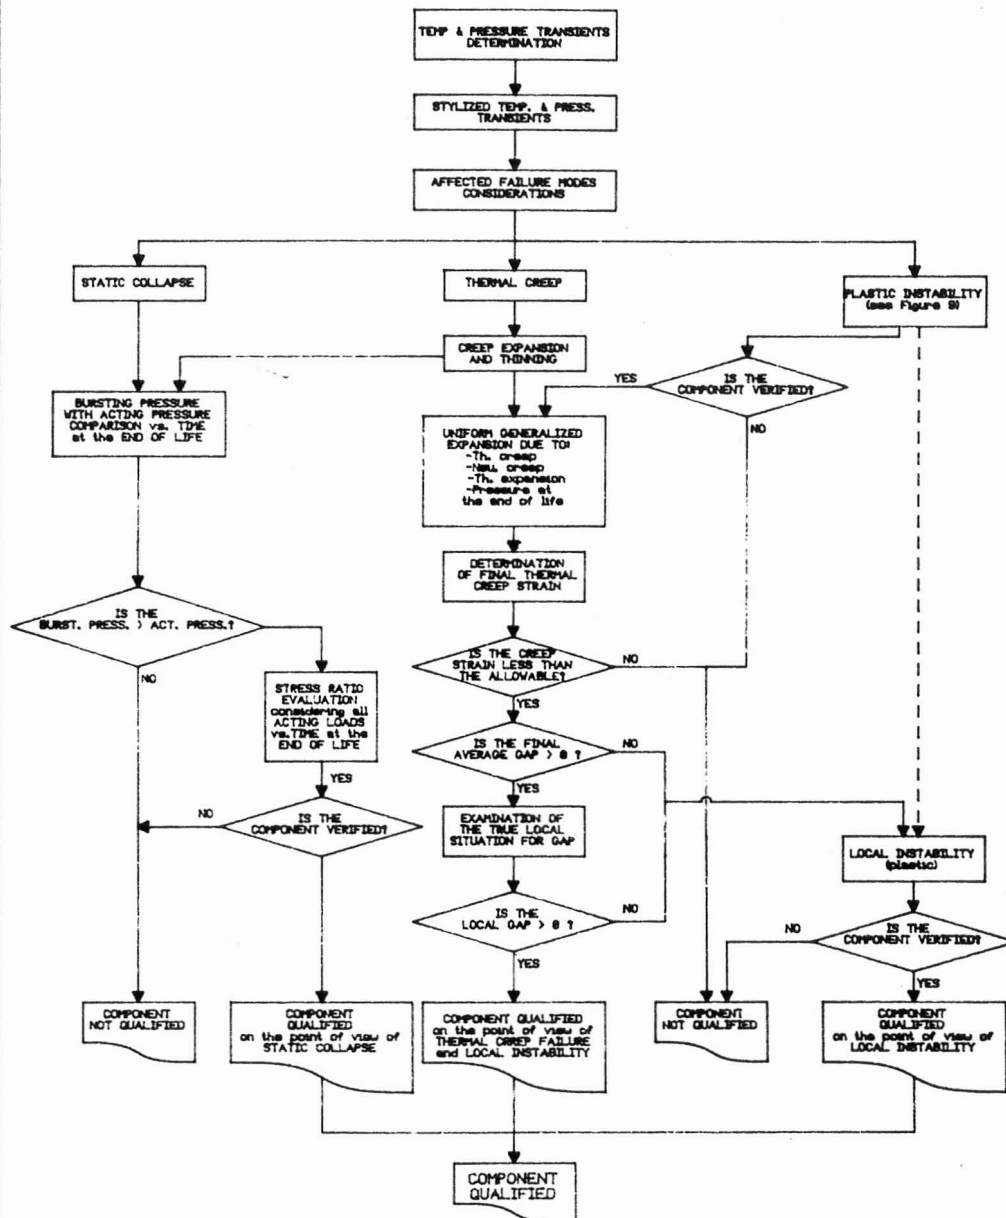 TEMP & PRESSURE TRANSIENTS
DETERMINATION
STYLIZED TEMP. & PRESS.
TRANSIENTS
AFFECTED FAILURE MODES
CONSIDERATIONS
STATIC COLLAPSE
THERMAL CREEP
PLASTIC INSTABILITY
(see Figure 9)
CREEP EXPANSION
AND THINNING
YES
IS THE
COMPONENT VERIFIED?
NO
BURSTING PRESSURE
WITH ACTING PRESSURE
COMPARISON vs. TIME
at the END OF LIFE
UNIFORM GENERALIZED
EXPANSION DUE TO:
-Th. creep
-Neu. creep
-Th. expansion
-Pressure at
the end of life
DETERMINATION
OF FINAL THERMAL
CREEP STRAIN
IS THE
BURST. PRESS. > ACT. PRESS.?
NO
IS THE CREEP
STRAIN LESS THAN
THE ALLOWABLE?
NO
YES
STRESS RATIO
EVALUATION
considering all
ACTING LOADS
vs.TIME at the
END OF LIFE
YES
IS THE FINAL
AVERAGE GAP > 0 ?
NO
YES
NO
IS THE
COMPONENT VERIFIED?
EXAMINATION OF
THE TRUE LOCAL
SITUATION FOR GAP
LOCAL INSTABILITY
(plastic)
IS THE
LOCAL GAP > 0 ?
NO
YES
NO
IS THE
COMPONENT VERIFIED?
YES
COMPONENT
NOT QUALIFIED
COMPONENT
QUALIFIED
on the point of view of
STATIC COLLAPSE
COMPONENT QUALIFIED
on the point of view of
THERMAL CRREP FAILURE
and LOCAL INSTABILITY
COMPONENT
NOT QUALIFIED
COMPONENT
QUALIFIED
on the point of view of
LOCAL INSTABILITY
COMPONENT
QUALIFIED